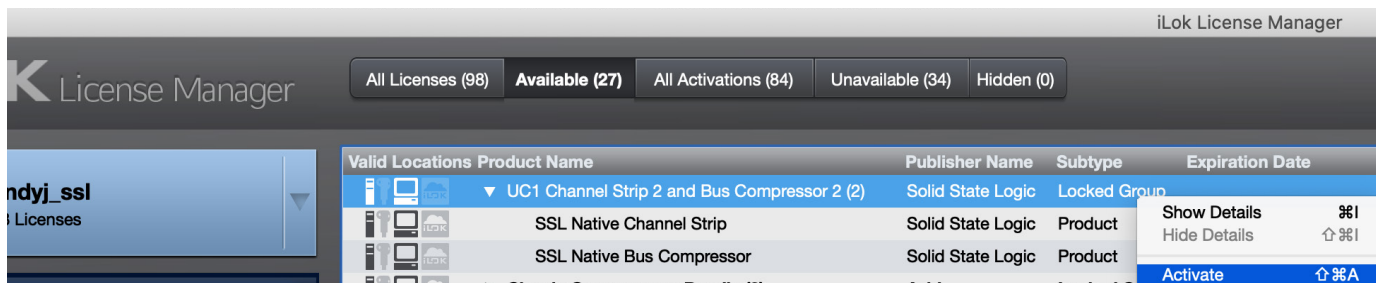 iLok License Manager
K License Manager
All Licenses (98) Available (27) All Activations (84) Unavailable (34) Hidden (0)
Valid Locations Product Name Publisher Name Subtype Expiration Date
ndyj_ssl
Licenses
▼ UC1 Channel Strip 2 and Bus Compressor 2 (2) Solid State Logic Locked Group
SSL Native Channel Strip Solid State Logic Product
SSL Native Bus Compressor Solid State Logic Product
Show Details ⌘I
Hide Details ⇧⌘I
Activate ⇧⌘A